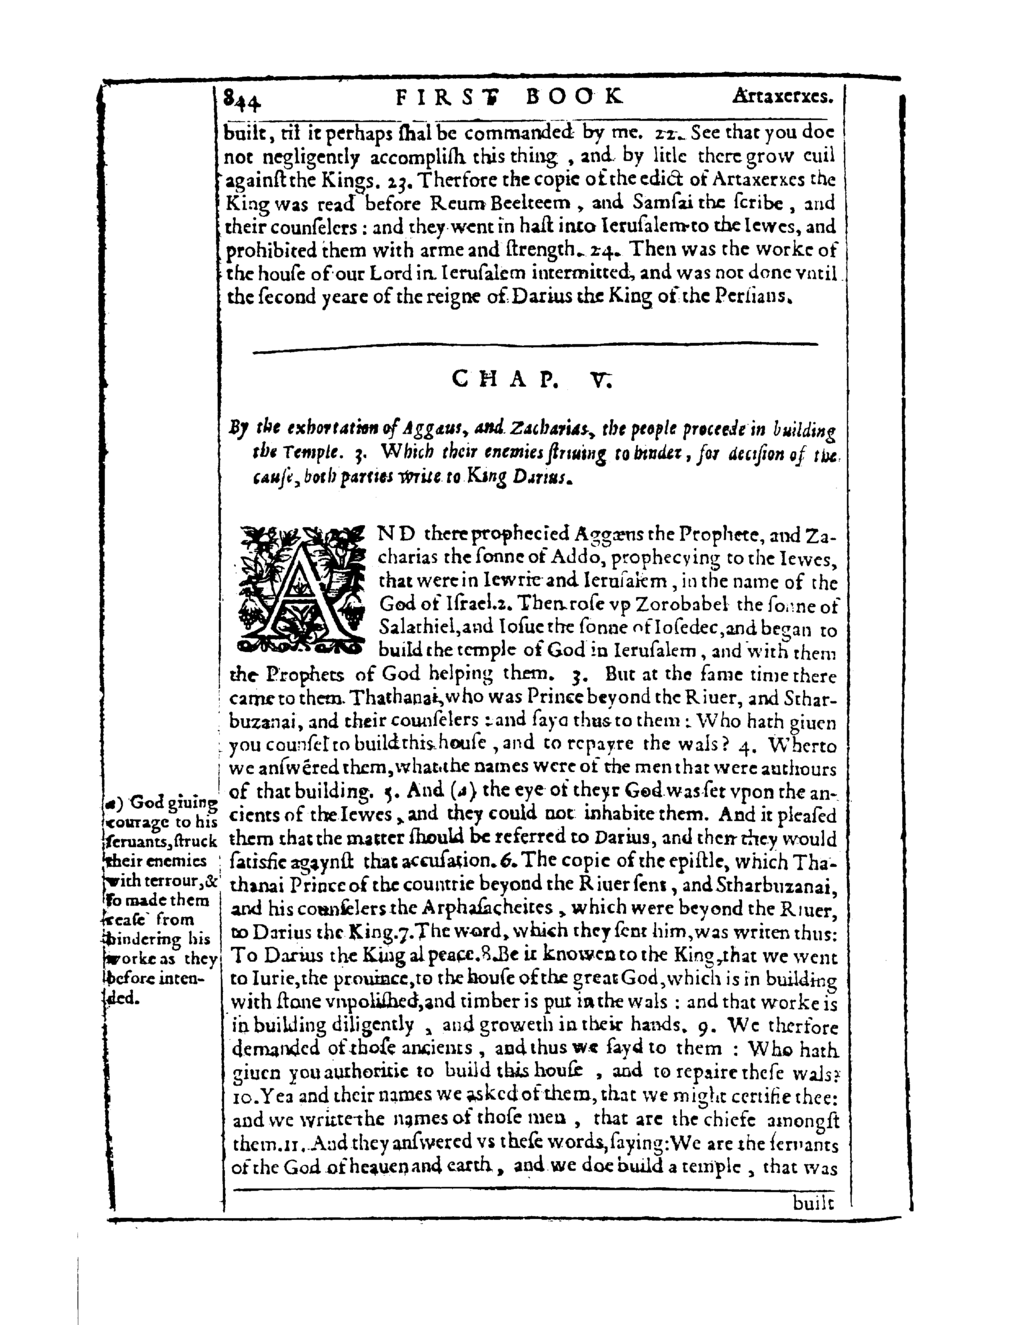 844 FIRST BOOK Artaxerxes.
built, til it perhaps ſhal be commanded by me. 22. See that you doe
not negligently accompliſh this thing, and by litle there grow euil
againſt the Kings. 23. Therfore the copie of the edict of Artaxerxes the
King was read before Reum Beelteem, and Samſai the ſcribe, and
their counſelers: and they went in haſt into Ieruſalem to the Iewes, and
prohibited them with arme and ſtrength. 24. Then was the worke of
the houſe of our Lord in Ieruſalem intermitted, and was not done vntil
the ſecond yeare of the reigne of Darius the King of the Perſians.
CHAP. V.
By the exhortation of Aggæus, and Zacharias, the people proceede in building
the Temple. 3. Which their enemies ſtriuing to hinder, for deciſion of the
cauſe, both parties write to King Darius.
AND there prophecied Aggæus the Prophete, and Za-
charias the ſonne of Addo, prophecying to the Iewes,
that were in Iewrie and Ieruſalem, in the name of the
God of Iſrael. 2. Then roſe vp Zorobabel the ſonne of
Salathiel, and Ioſue the ſonne of Ioſedec, and began to
build the temple of God in Ieruſalem, and with them
the Prophets of God helping them. 3. But at the ſame time there
came to them Thathanai, who was Prince beyond the Riuer, and Sthar-
buzanai, and their counſelers: and ſayd thus to them: Who hath giuen
you counſel to build this houſe, and to repayre the wals? 4. Wherto
we anſwered them, what the names were of the men that were authours
of that building. 5. And (a) the eye of theyr God was ſet vpon the an-
cients of the Iewes, and they could not inhibite them. And it pleaſed
them that the matter ſhould be referred to Darius, and then they would
ſatisfie agaynſt that accuſation. 6. The copie of the epiſtle, which Tha-
thanai Prince of the countrie beyond the Riuer ſent, and Stharbuzanai,
and his counſelers the Arphaſacheites, which were beyond the Riuer,
to Darius the King. 7. The word, which they ſent him, was writen thus:
To Darius the King al peace. 8. Be it knowen to the King, that we went
to Iurie, the prouince, to the houſe of the great God, which is in building
with ſtone vnpoliſhed, and timber is put in the wals: and that worke is
in building diligently, and groweth in their hands. 9. We therfore
demanded of thoſe ancients, and thus we ſayd to them: Who hath
giuen you authoritie to build this houſe, and to repaire theſe wals?
10. Yea and their names we asked of them, that we might certifie thee:
and we writte the names of thoſe men, that are the chiefe amongſt
them. 11. And they anſwered vs theſe words, ſaying: We are the ſeruants
of the God of heauen and earth, and we doe build a temple, that was
built
a) God giuing
courage to his
ſeruants, ſtruck
their enemies
with terrour, &
ſo made them
ceaſe from
hindering his
worke as they
before inten-
ded.